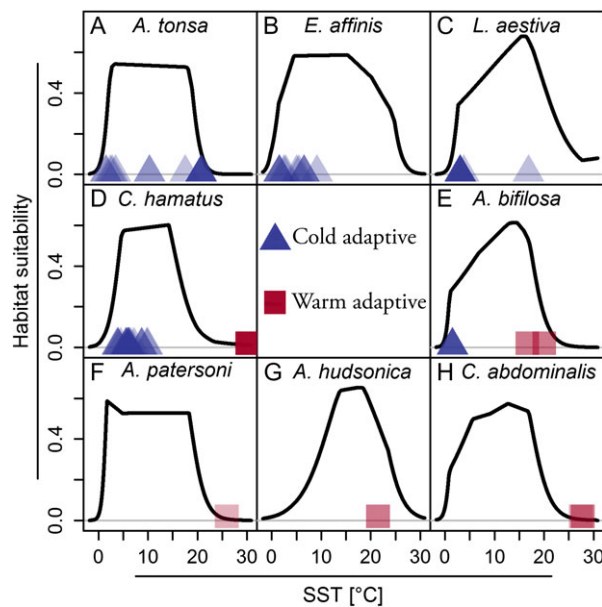 A A. tonsa
B E. affinis
C L. aestiva
0.4
0.0
D C. hamatus
Cold adaptive
Warm adaptive
E A. bifilosa
0.4
0.0
F A. patersoni
G A. hudsonica
H C. abdominalis
0.4
0.0
Habitat suitability
0 10 20 30
0 10 20 30
0 10 20 30
SST [°C]